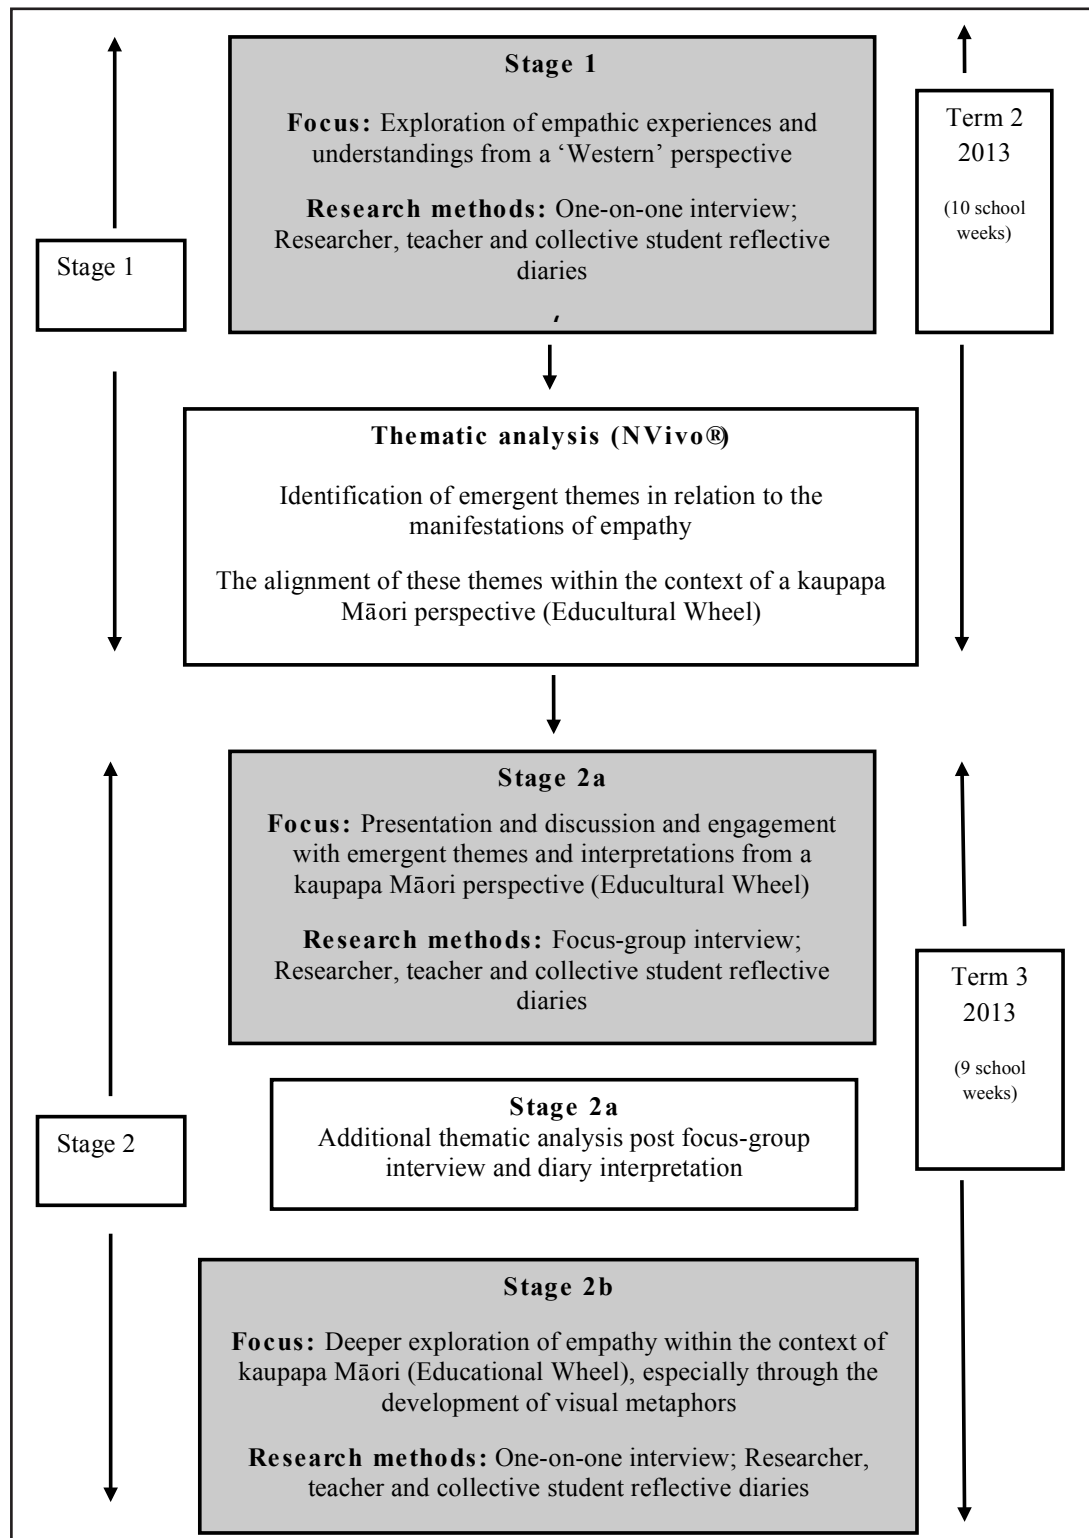 Stage 1
Focus: Exploration of empathic experiences and
understandings from a ‘Western’ perspective
Research methods: One-on-one interview;
Researcher, teacher and collective student reflective
diaries
,
Term 2
2013
(10 school
weeks)
Stage 1
Thematic analysis (NVivo®)
Identification of emergent themes in relation to the
manifestations of empathy
The alignment of these themes within the context of a kaupapa
Māori perspective (Educultural Wheel)
Stage 2a
Focus: Presentation and discussion and engagement
with emergent themes and interpretations from a
kaupapa Māori perspective (Educultural Wheel)
Research methods: Focus-group interview;
Researcher, teacher and collective student reflective
diaries
Term 3
2013
(9 school
weeks)
Stage 2a
Additional thematic analysis post focus-group
interview and diary interpretation
Stage 2
Stage 2b
Focus: Deeper exploration of empathy within the context of
kaupapa Māori (Educational Wheel), especially through the
development of visual metaphors
Research methods: One-on-one interview; Researcher,
teacher and collective student reflective diaries